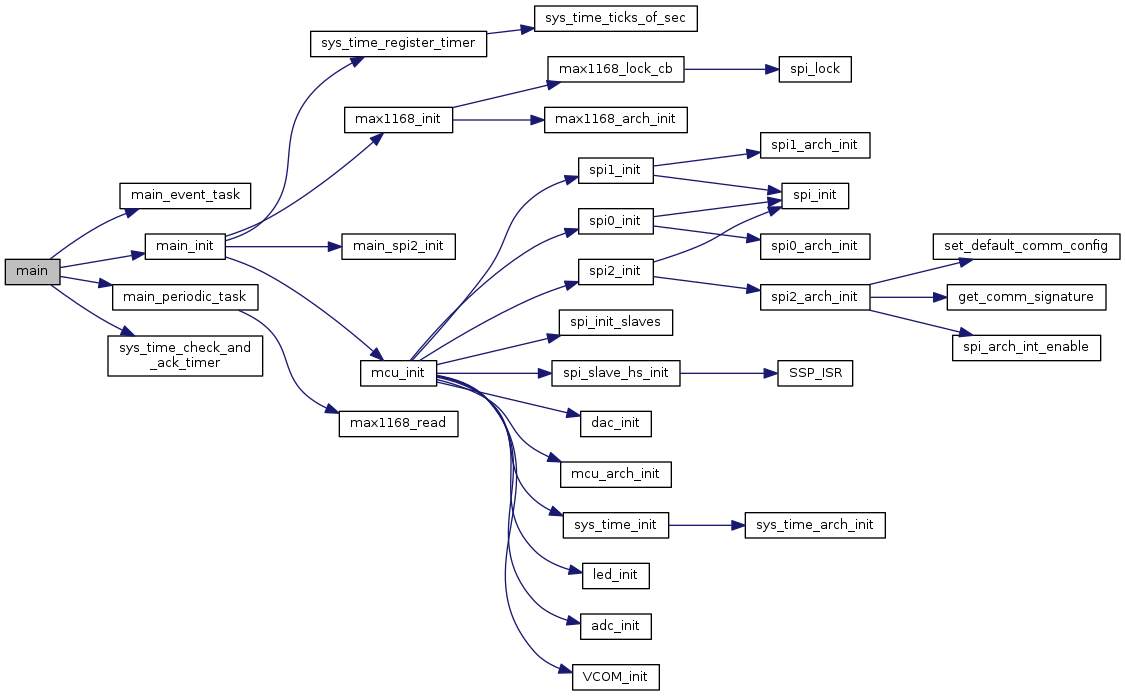 sys_time_ticks_of_sec
sys_time_register_timer
max1168_lock_cb
spi_lock
max1168_init
max1168_arch_init
spi1_arch_init
spi1_init
main_event_task
spi_init
spi0_init
main_init
main_spi2_init
spi0_arch_init
set_default_comm_config
main
spi2_init
main_periodic_task
spi2_arch_init
get_comm_signature
spi_init_slaves
sys_time_check_and
_ack_timer
spi_arch_int_enable
mcu_init
spi_slave_hs_init
SSP_ISR
max1168_read
dac_init
mcu_arch_init
sys_time_init
sys_time_arch_init
led_init
adc_init
VCOM_init